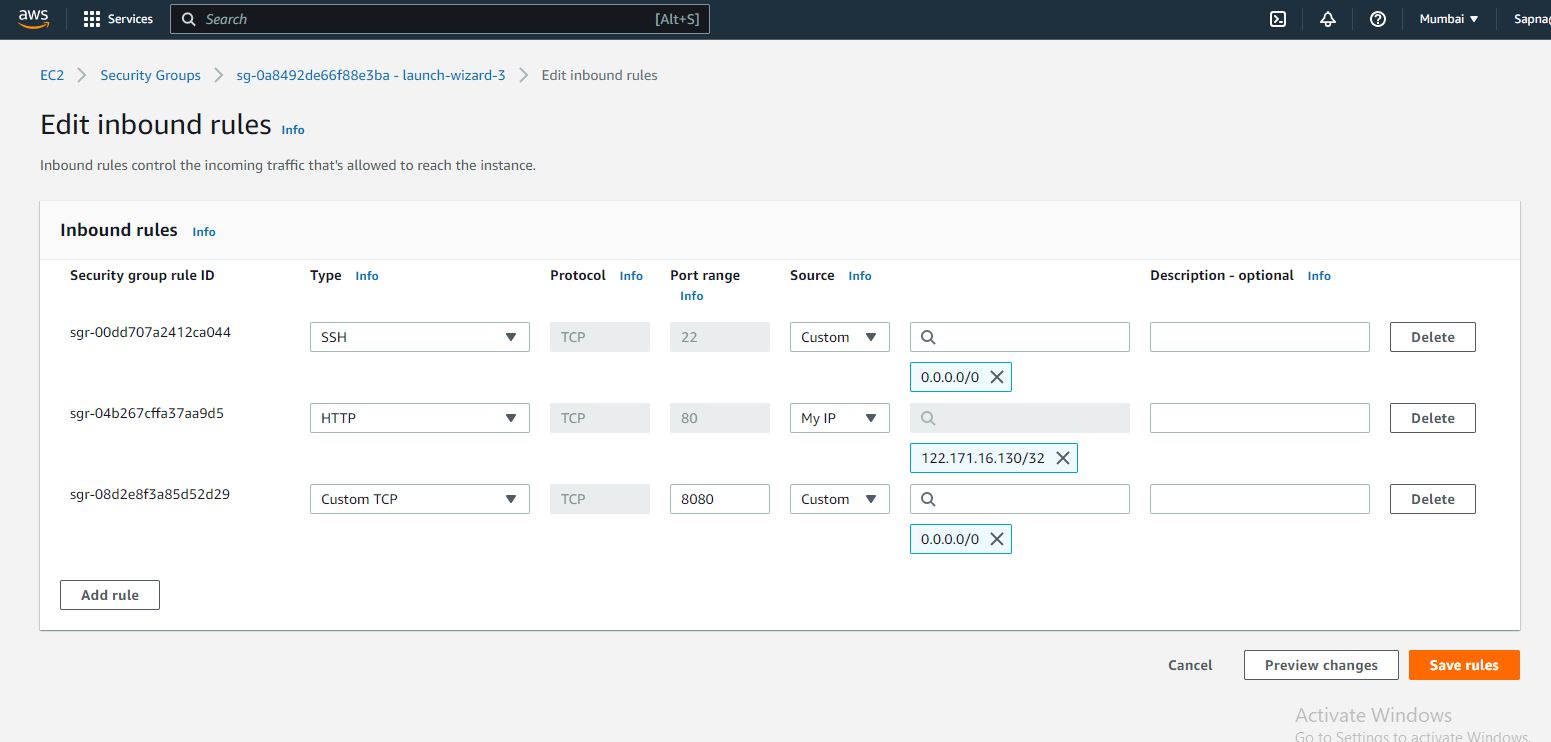 aws Services Search [Alt+S] Mumbai Sapna
EC2 Security Groups sg-0a8492de66f88e3ba - launch-wizard-3 Edit inbound rules
Edit inbound rules Info
Inbound rules control the incoming traffic that's allowed to reach the instance.
Inbound rules Info
Security group rule ID Type Info Protocol Info Port range Source Info Description - optional Info
Info
sgr-00dd707a2412ca044 SSH TCP 22 Custom Delete
0.0.0.0/0
sgr-04b267cffa37aa9d5 HTTP TCP 80 My IP Delete
122.171.16.130/32
sgr-08d2e8f3a85d52d29 Custom TCP TCP 8080 Custom Delete
0.0.0.0/0
Add rule
Cancel Preview changes Save rules
Activate Windows
Go to Settings to activate Windows.